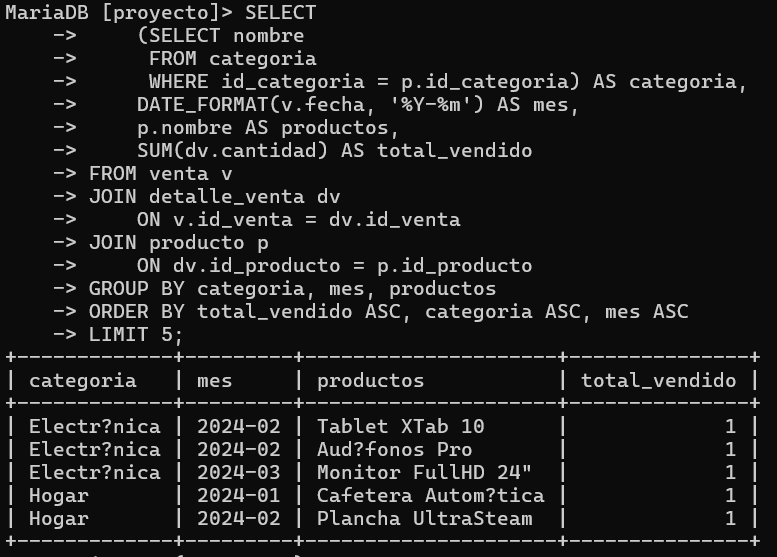 MariaDB [proyecto]> SELECT
    ->     (SELECT nombre
    ->      FROM categoria
    ->      WHERE id_categoria = p.id_categoria) AS categoria,
    ->     DATE_FORMAT(v.fecha, '%Y-%m') AS mes,
    ->     p.nombre AS productos,
    ->     SUM(dv.cantidad) AS total_vendido
    -> FROM venta v
    -> JOIN detalle_venta dv
    ->     ON v.id_venta = dv.id_venta
    -> JOIN producto p
    ->     ON dv.id_producto = p.id_producto
    -> GROUP BY categoria, mes, productos
    -> ORDER BY total_vendido ASC, categoria ASC, mes ASC
    -> LIMIT 5;
+-------------+---------+---------------------+---------------+
| categoria   | mes     | productos           | total_vendido |
+-------------+---------+---------------------+---------------+
| Electr?nica | 2024-02 | Tablet XTab 10      |             1 |
| Electr?nica | 2024-02 | Aud?fonos Pro       |             1 |
| Electr?nica | 2024-03 | Monitor FullHD 24"  |             1 |
| Hogar       | 2024-01 | Cafetera Autom?tica |             1 |
| Hogar       | 2024-02 | Plancha UltraSteam  |             1 |
+-------------+---------+---------------------+---------------+